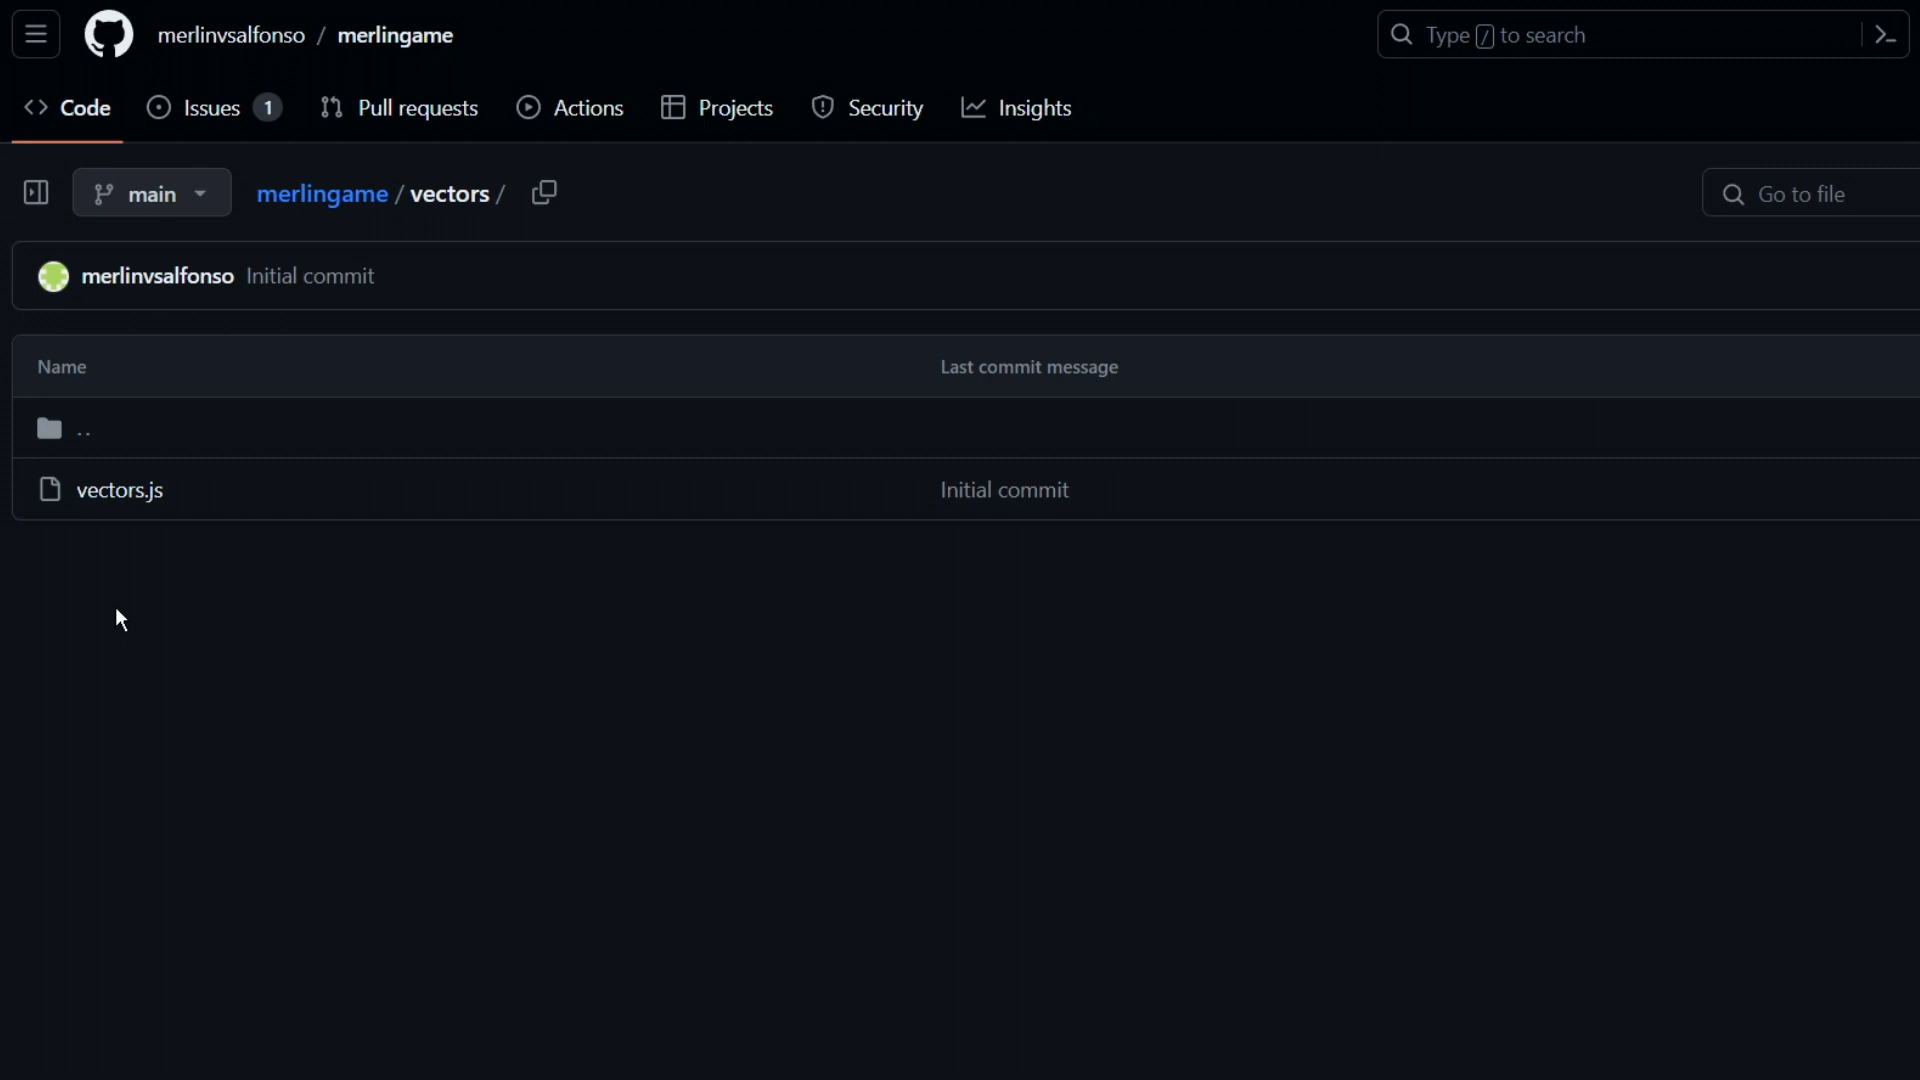 merlinvsalfonso / merlingame
Type / to search
Code Issues 1 Pull requests Actions Projects Security Insights
main merlingame / vectors /
Go to file
merlinvsalfonso Initial commit
Name Last commit message
..
vectors.js Initial commit